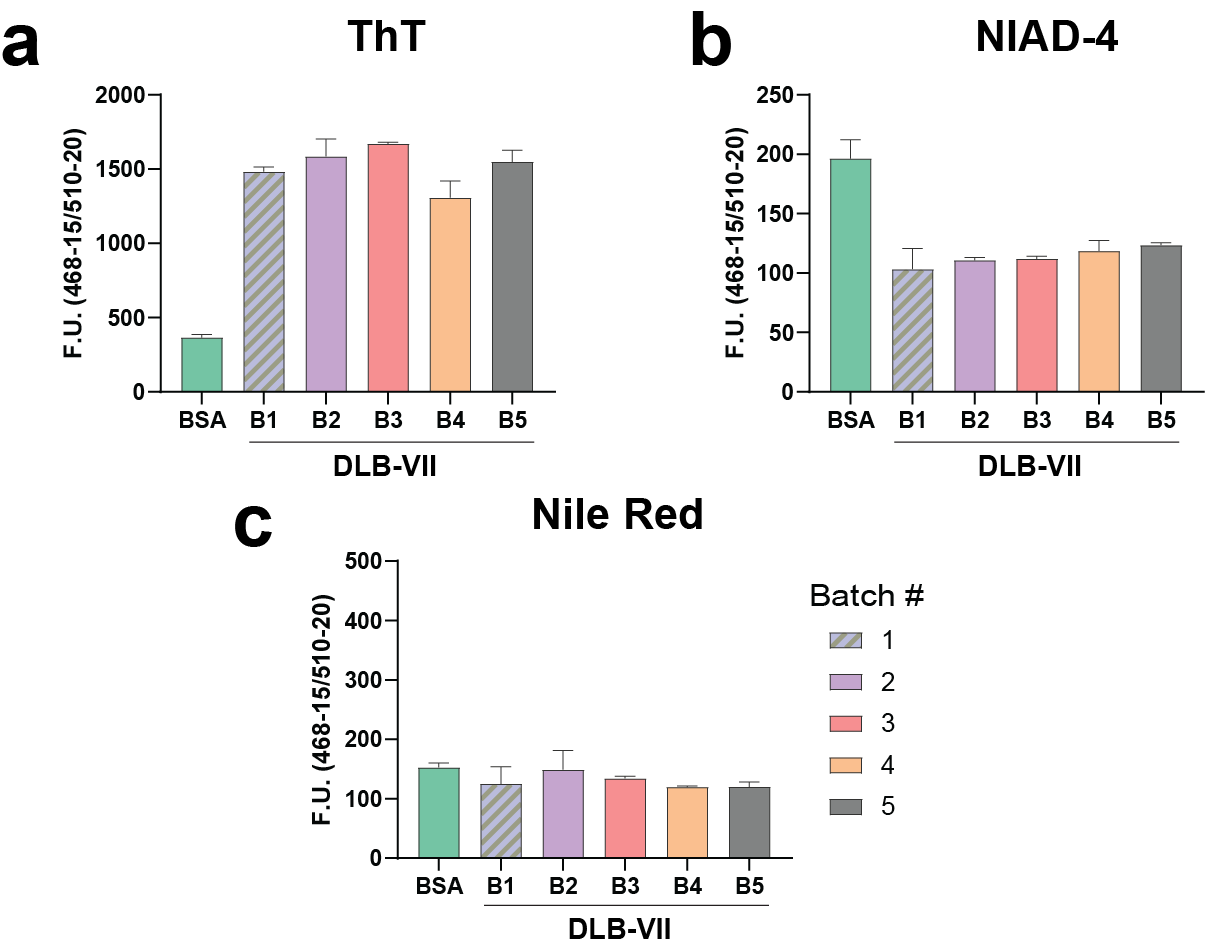 a
ThT
F.U. (468-15/510-20)
2000
1500
1000
500
0
BSA B1 B2 B3 B4 B5
DLB-VII
b
NIAD-4
F.U. (468-15/510-20)
250
200
150
100
50
0
BSA B1 B2 B3 B4 B5
DLB-VII
c
Nile Red
F.U. (468-15/510-20)
500
400
300
200
100
0
BSA B1 B2 B3 B4 B5
DLB-VII
Batch #
1
2
3
4
5